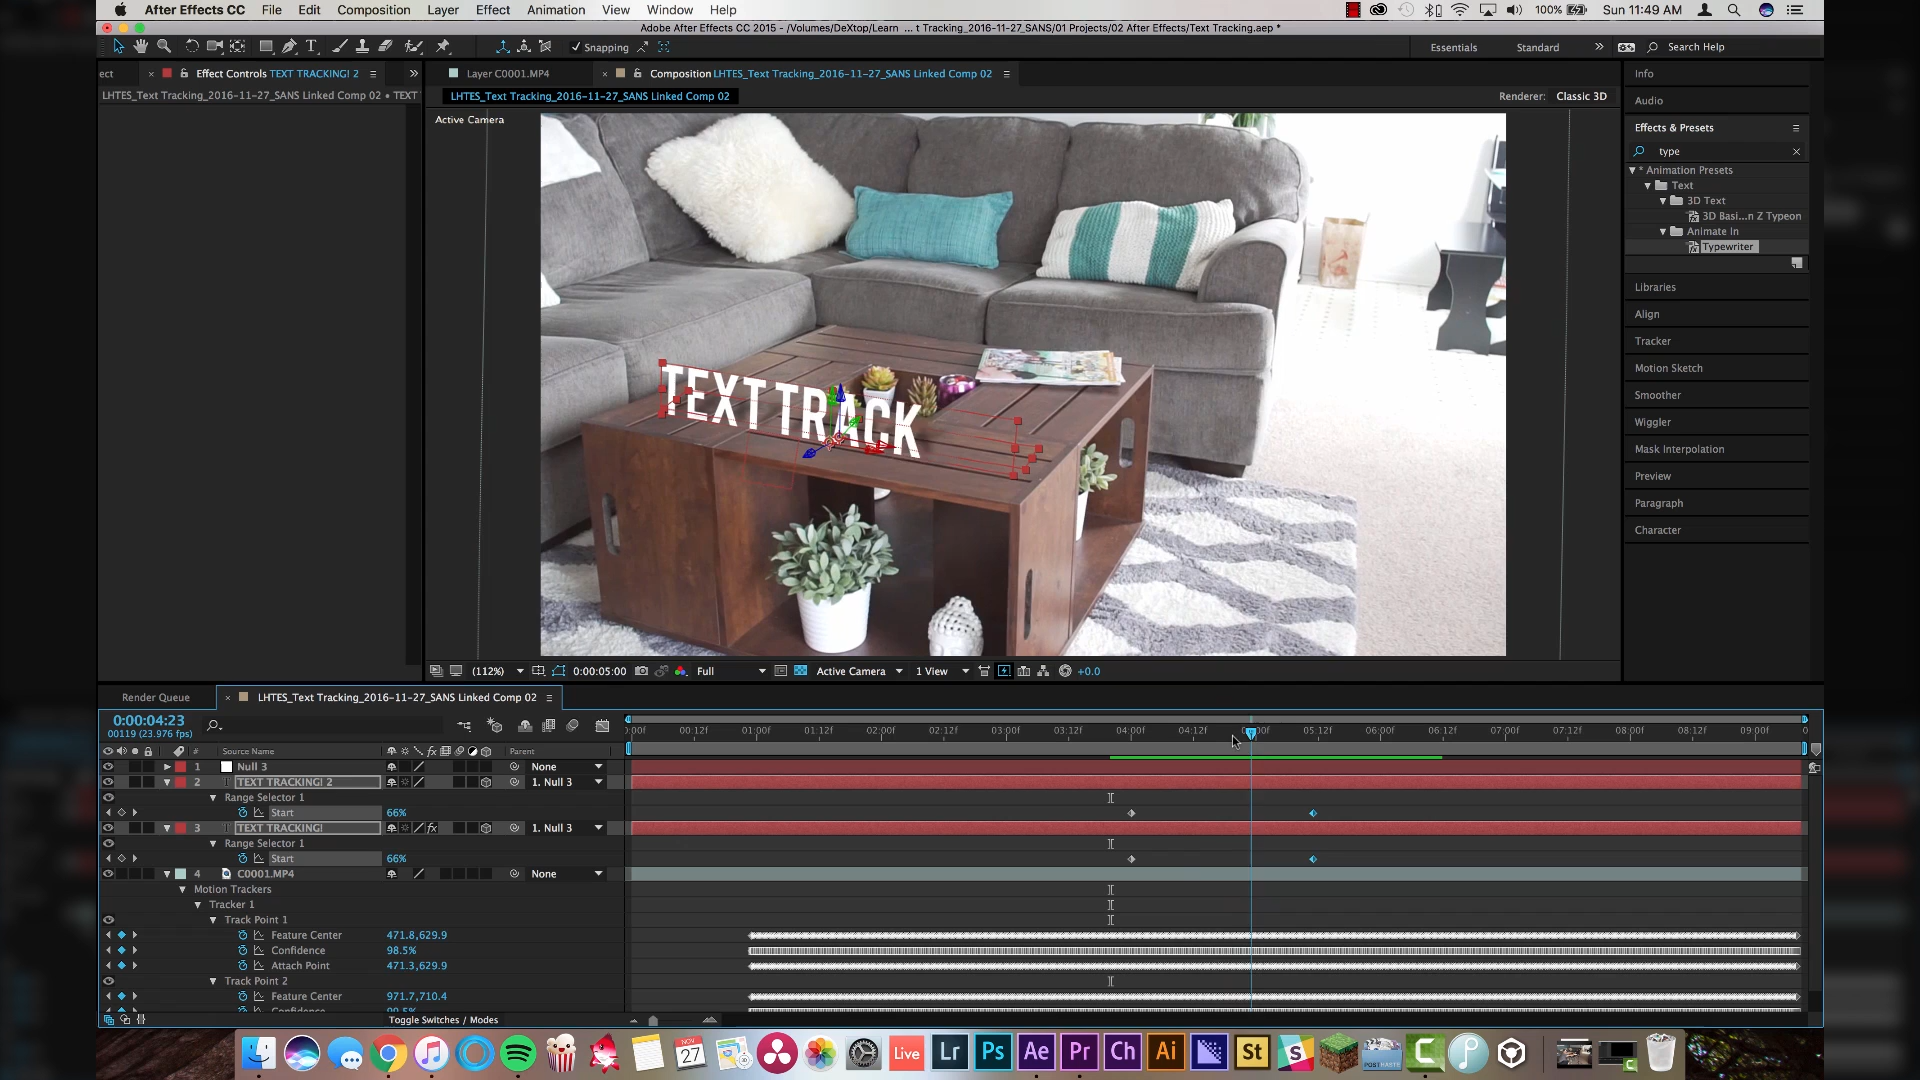 After Effects CC File Edit Composition Layer Effect Animation View Window Help 100% Sun 11:49 AM
Adobe After Effects CC 2015 - /Volumes/DeXtop/Learn ... t Tracking_2016-11-27_SANS/01 Projects/02 After Effects/Text Tracking.aep *
Snapping Essentials Standard Search Help
ect Effect Controls TEXT TRACKING! 2 Layer C0001.MP4 Composition LHTES_Text Tracking_2016-11-27_SANS Linked Comp 02 Info
LHTES_Text Tracking_2016-11-27_SANS Linked Comp 02 • TEXT LHTES_Text Tracking_2016-11-27_SANS Linked Comp 02 Renderer: Classic 3D
Audio
Active Camera
Effects & Presets
type
* Animation Presets
Text
3D Text
3D Basi...n Z Typeon
Animate In
Typewriter
Libraries
Align
Tracker
Motion Sketch
Smoother
Wiggler
Mask Interpolation
Preview
Paragraph
Character
TEXT TRACK
(112%) 0:00:05:00 Full Active Camera 1 View +0.0
Render Queue LHTES_Text Tracking_2016-11-27_SANS Linked Comp 02
0:00:04:23
00119 (23.976 fps)
:00f 00:12f 01:00f 01:12f 02:00f 02:12f 03:00f 03:12f 04:00f 04:12f 05:12f 06:00f 06:12f 07:00f 07:12f 08:00f 08:12f 09:00f
# Source Name fx Parent
1 Null 3 None
2 TEXT TRACKING! 2 1. Null 3
Range Selector 1
Start 66%
3 TEXT TRACKING! fx 1. Null 3
Range Selector 1
Start 66%
4 C0001.MP4 None
Motion Trackers
Tracker 1
Track Point 1
Feature Center 471.8,629.9
Confidence 98.5%
Attach Point 471.3,629.9
Track Point 2
Feature Center 971.7,710.4
Toggle Switches / Modes
NOV 27 Live Lr Ps Ae Pr Ch Ai St